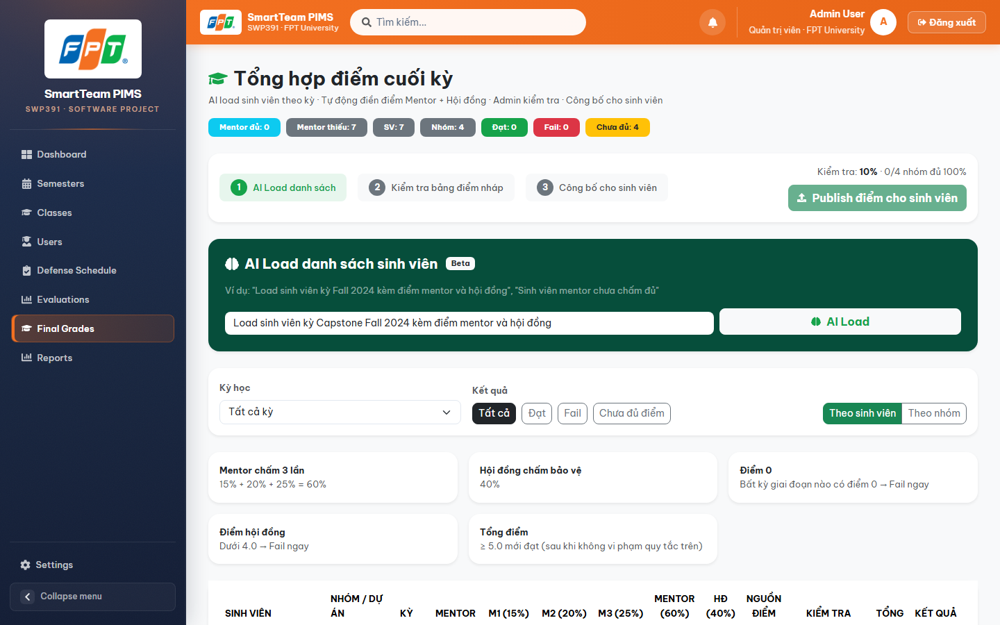 FPT
SmartTeam PIMS
SWP391 · SOFTWARE PROJECT
Dashboard
Semesters
Classes
Users
Defense Schedule
Evaluations
Final Grades
Reports
Settings
Collapse menu
FPT
SmartTeam PIMS
SWP391 · FPT University
Tìm kiếm...
Admin User
Quản trị viên · FPT University
A
Đăng xuất
Tổng hợp điểm cuối kỳ
AI load sinh viên theo kỳ · Tự động điền điểm Mentor + Hội đồng · Admin kiểm tra · Công bố cho sinh viên
Mentor đủ: 0
Mentor thiếu: 7
SV: 7
Nhóm: 4
Đạt: 0
Fail: 0
Chưa đủ: 4
1 AI Load danh sách
2 Kiểm tra bảng điểm nháp
3 Công bố cho sinh viên
Kiểm tra: 10% · 0/4 nhóm đủ 100%
Publish điểm cho sinh viên
AI Load danh sách sinh viên Beta
Ví dụ: "Load sinh viên kỳ Fall 2024 kèm điểm mentor và hội đồng", "Sinh viên mentor chưa chấm đủ"
Load sinh viên kỳ Capstone Fall 2024 kèm điểm mentor và hội đồng
AI Load
Kỳ học
Tất cả kỳ
Kết quả
Tất cả
Đạt
Fail
Chưa đủ điểm
Theo sinh viên
Theo nhóm
Mentor chấm 3 lần
15% + 20% + 25% = 60%
Hội đồng chấm bảo vệ
40%
Điểm 0
Bất kỳ giai đoạn nào có điểm 0 → Fail ngay
Điểm hội đồng
Dưới 4.0 → Fail ngay
Tổng điểm
≥ 5.0 mới đạt (sau khi không vi phạm quy tắc trên)
SINH VIÊN
NHÓM / DỰ
ÁN
KỲ
MENTOR
M1 (15%)
M2 (20%)
M3 (25%)
MENTOR
(60%)
HĐ
(40%)
NGUỒN
ĐIỂM
KIỂM TRA
TỔNG
KẾT QUẢ